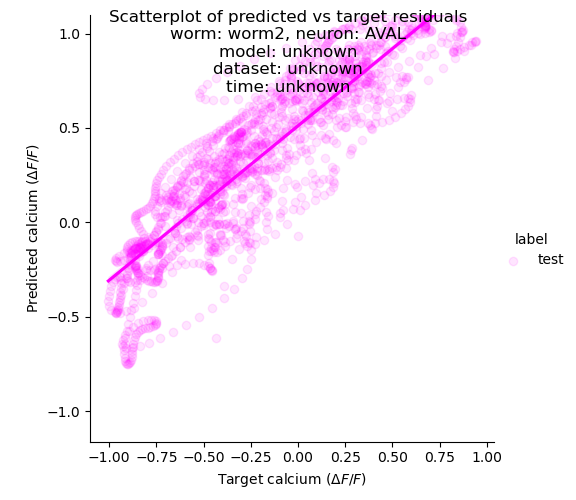 Scatterplot of predicted vs target residuals
worm: worm2, neuron: AVAL
model: unknown
dataset: unknown
time: unknown
1.0
0.5
0.0
−0.5
−1.0
Predicted calcium (ΔF/F)
label
test
−1.00 −0.75 −0.50 −0.25 0.00 0.25 0.50 0.75 1.00
Target calcium (ΔF/F)